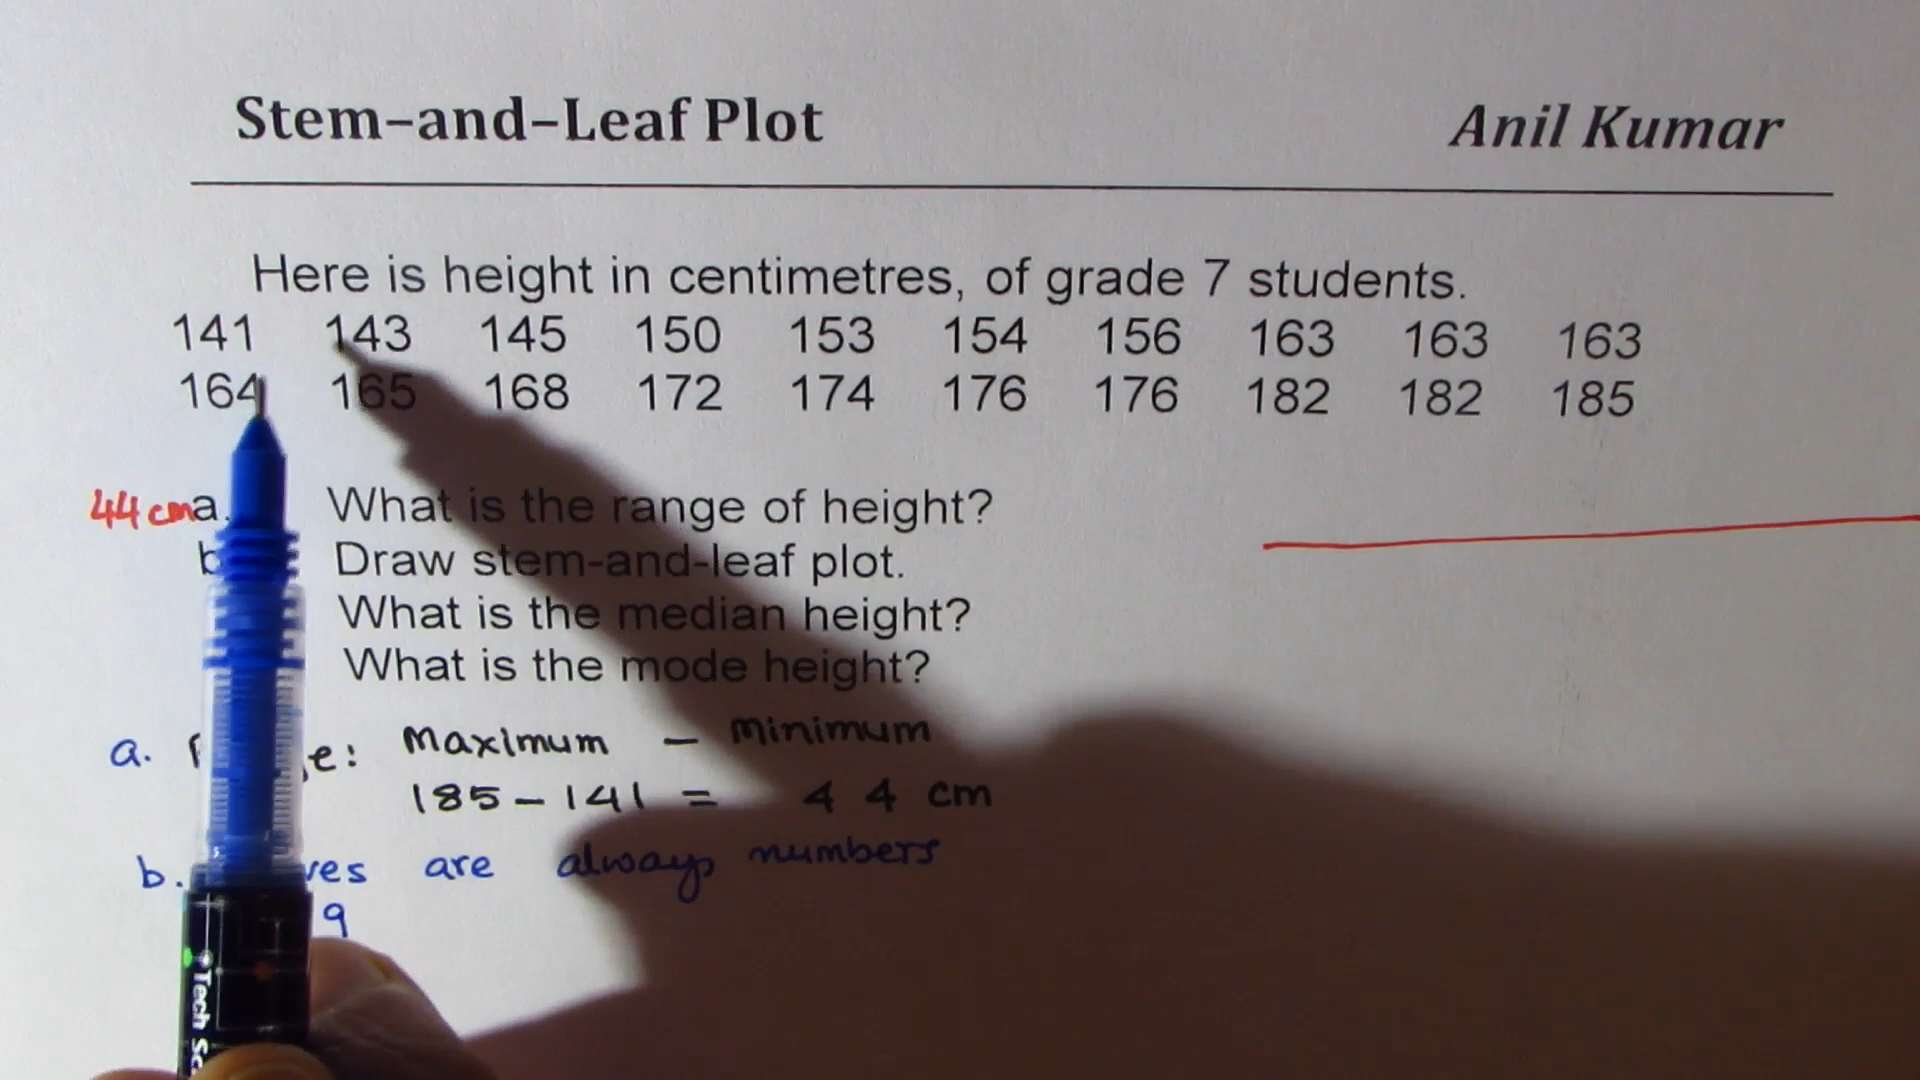 Stem-and-Leaf Plot Anil Kumar
Here is height in centimetres, of grade 7 students.
141 143 145 150 153 154 156 163 163 163
164 165 168 172 174 176 176 182 182 185
44 cm a. What is the range of height?
b Draw stem-and-leaf plot.
What is the median height?
What is the mode height?
a. e: Maximum - Minimum
185 - 141 = 44 cm
b. ves are always numbers
9
Tech